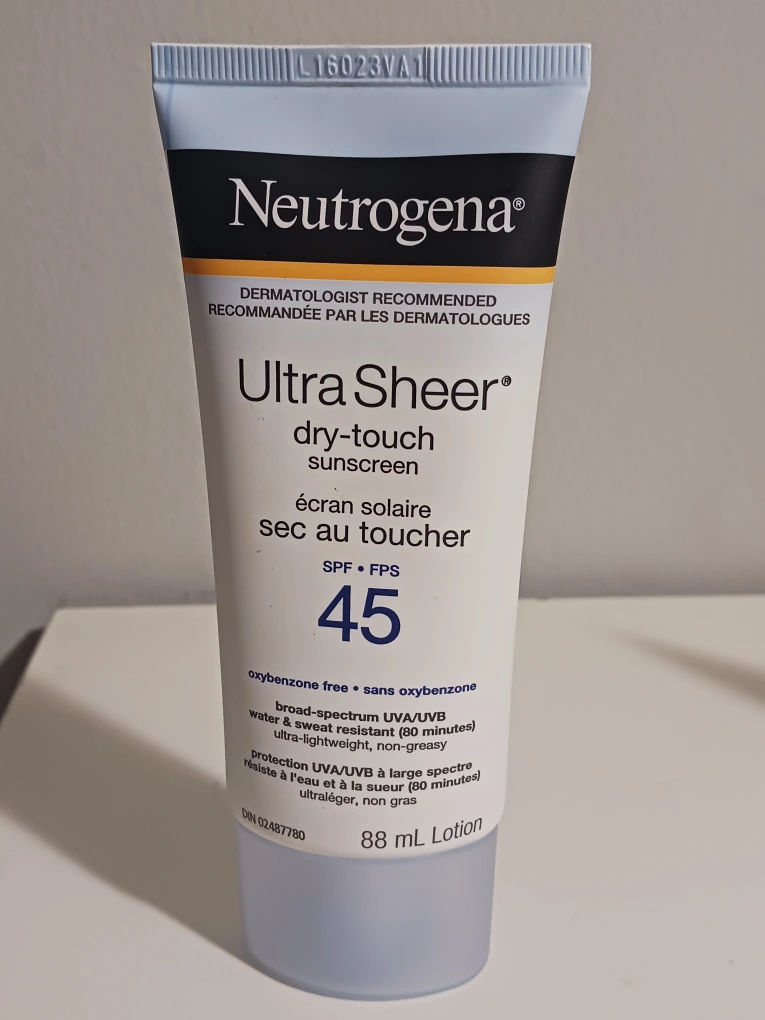 L16023VA1
Neutrogena®
DERMATOLOGIST RECOMMENDED
RECOMMANDÉE PAR LES DERMATOLOGUES
Ultra Sheer®
dry-touch
sunscreen
écran solaire
sec au toucher
SPF • FPS
45
oxybenzone free • sans oxybenzone
broad-spectrum UVA/UVB
water & sweat resistant (80 minutes)
ultra-lightweight, non-greasy
protection UVA/UVB à large spectre
résiste à l'eau et à la sueur (80 minutes)
ultraléger, non gras
DIN 02487780
88 mL Lotion